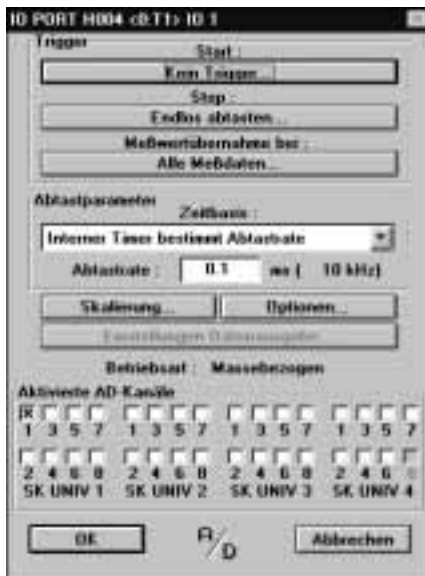 IO PORT H004 <0:T1> IO 1
Trigger
Start :
Kein Trigger...
Stop :
Endlos abtasten...
Meßwertübernahme bei :
Alle Meßdaten...
Abtastparameter
Zeitbasis :
Interner Timer bestimmt Abtastrate
Abtastrate : 0.1 ms ( 10 kHz)
Skalierung... Optionen...
Einstellungen Datenausgabe...
Betriebsart : Massebezogen
Aktivierte AD-Kanäle
1 3 5 7 1 3 5 7 1 3 5 7 1 3 5 7
2 4 6 8 2 4 6 8 2 4 6 8 2 4 6 8
SK UNIV 1 SK UNIV 2 SK UNIV 3 SK UNIV 4
OK A/D Abbrechen